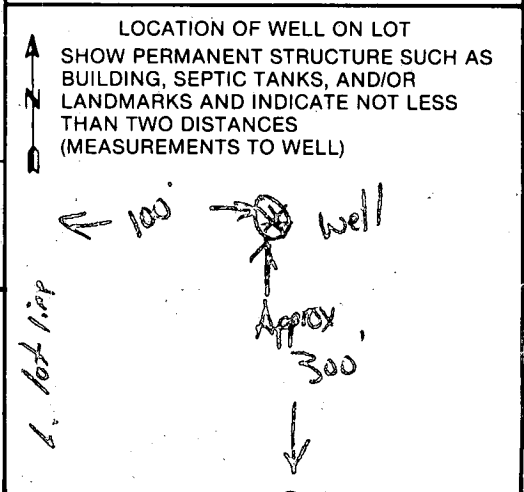 LOCATION OF WELL ON LOT
SHOW PERMANENT STRUCTURE SUCH AS
BUILDING, SEPTIC TANKS, AND/OR
N LANDMARKS AND INDICATE NOT LESS
THAN TWO DISTANCES
(MEASUREMENTS TO WELL)
100' Well
Approx
300'
lot line